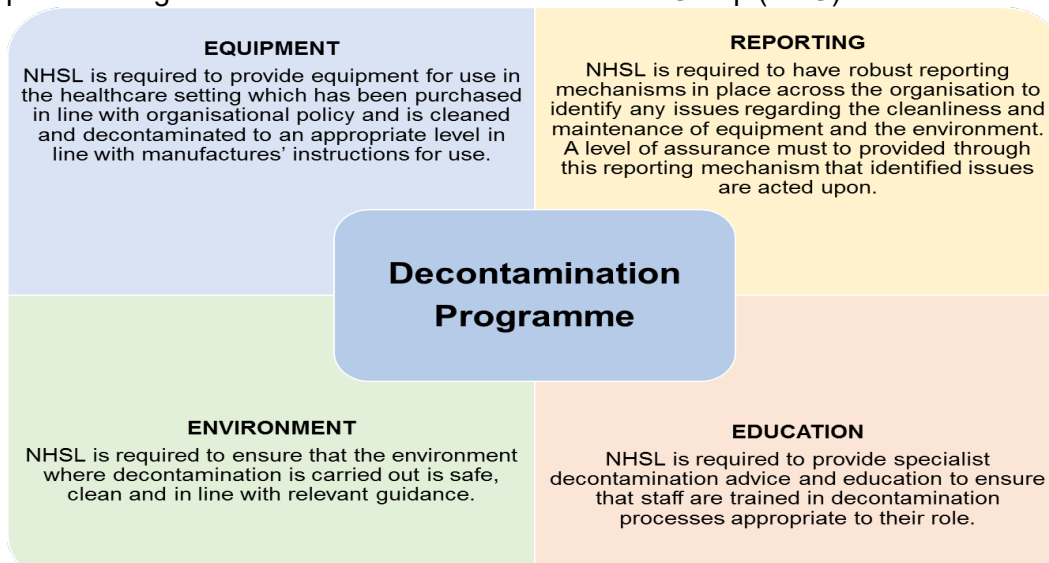 EQUIPMENT
NHSL is required to provide equipment for use in
the healthcare setting which has been purchased
in line with organisational policy and is cleaned
and decontaminated to an appropriate level in
line with manufactures’ instructions for use.
REPORTING
NHSL is required to have robust reporting
mechanisms in place across the organisation to
identify any issues regarding the cleanliness and
maintenance of equipment and the environment.
A level of assurance must to provided through
this reporting mechanism that identified issues
are acted upon.
Decontamination
Programme
ENVIRONMENT
NHSL is required to ensure that the environment
where decontamination is carried out is safe,
clean and in line with relevant guidance.
EDUCATION
NHSL is required to provide specialist
decontamination advice and education to ensure
that staff are trained in decontamination
processes appropriate to their role.